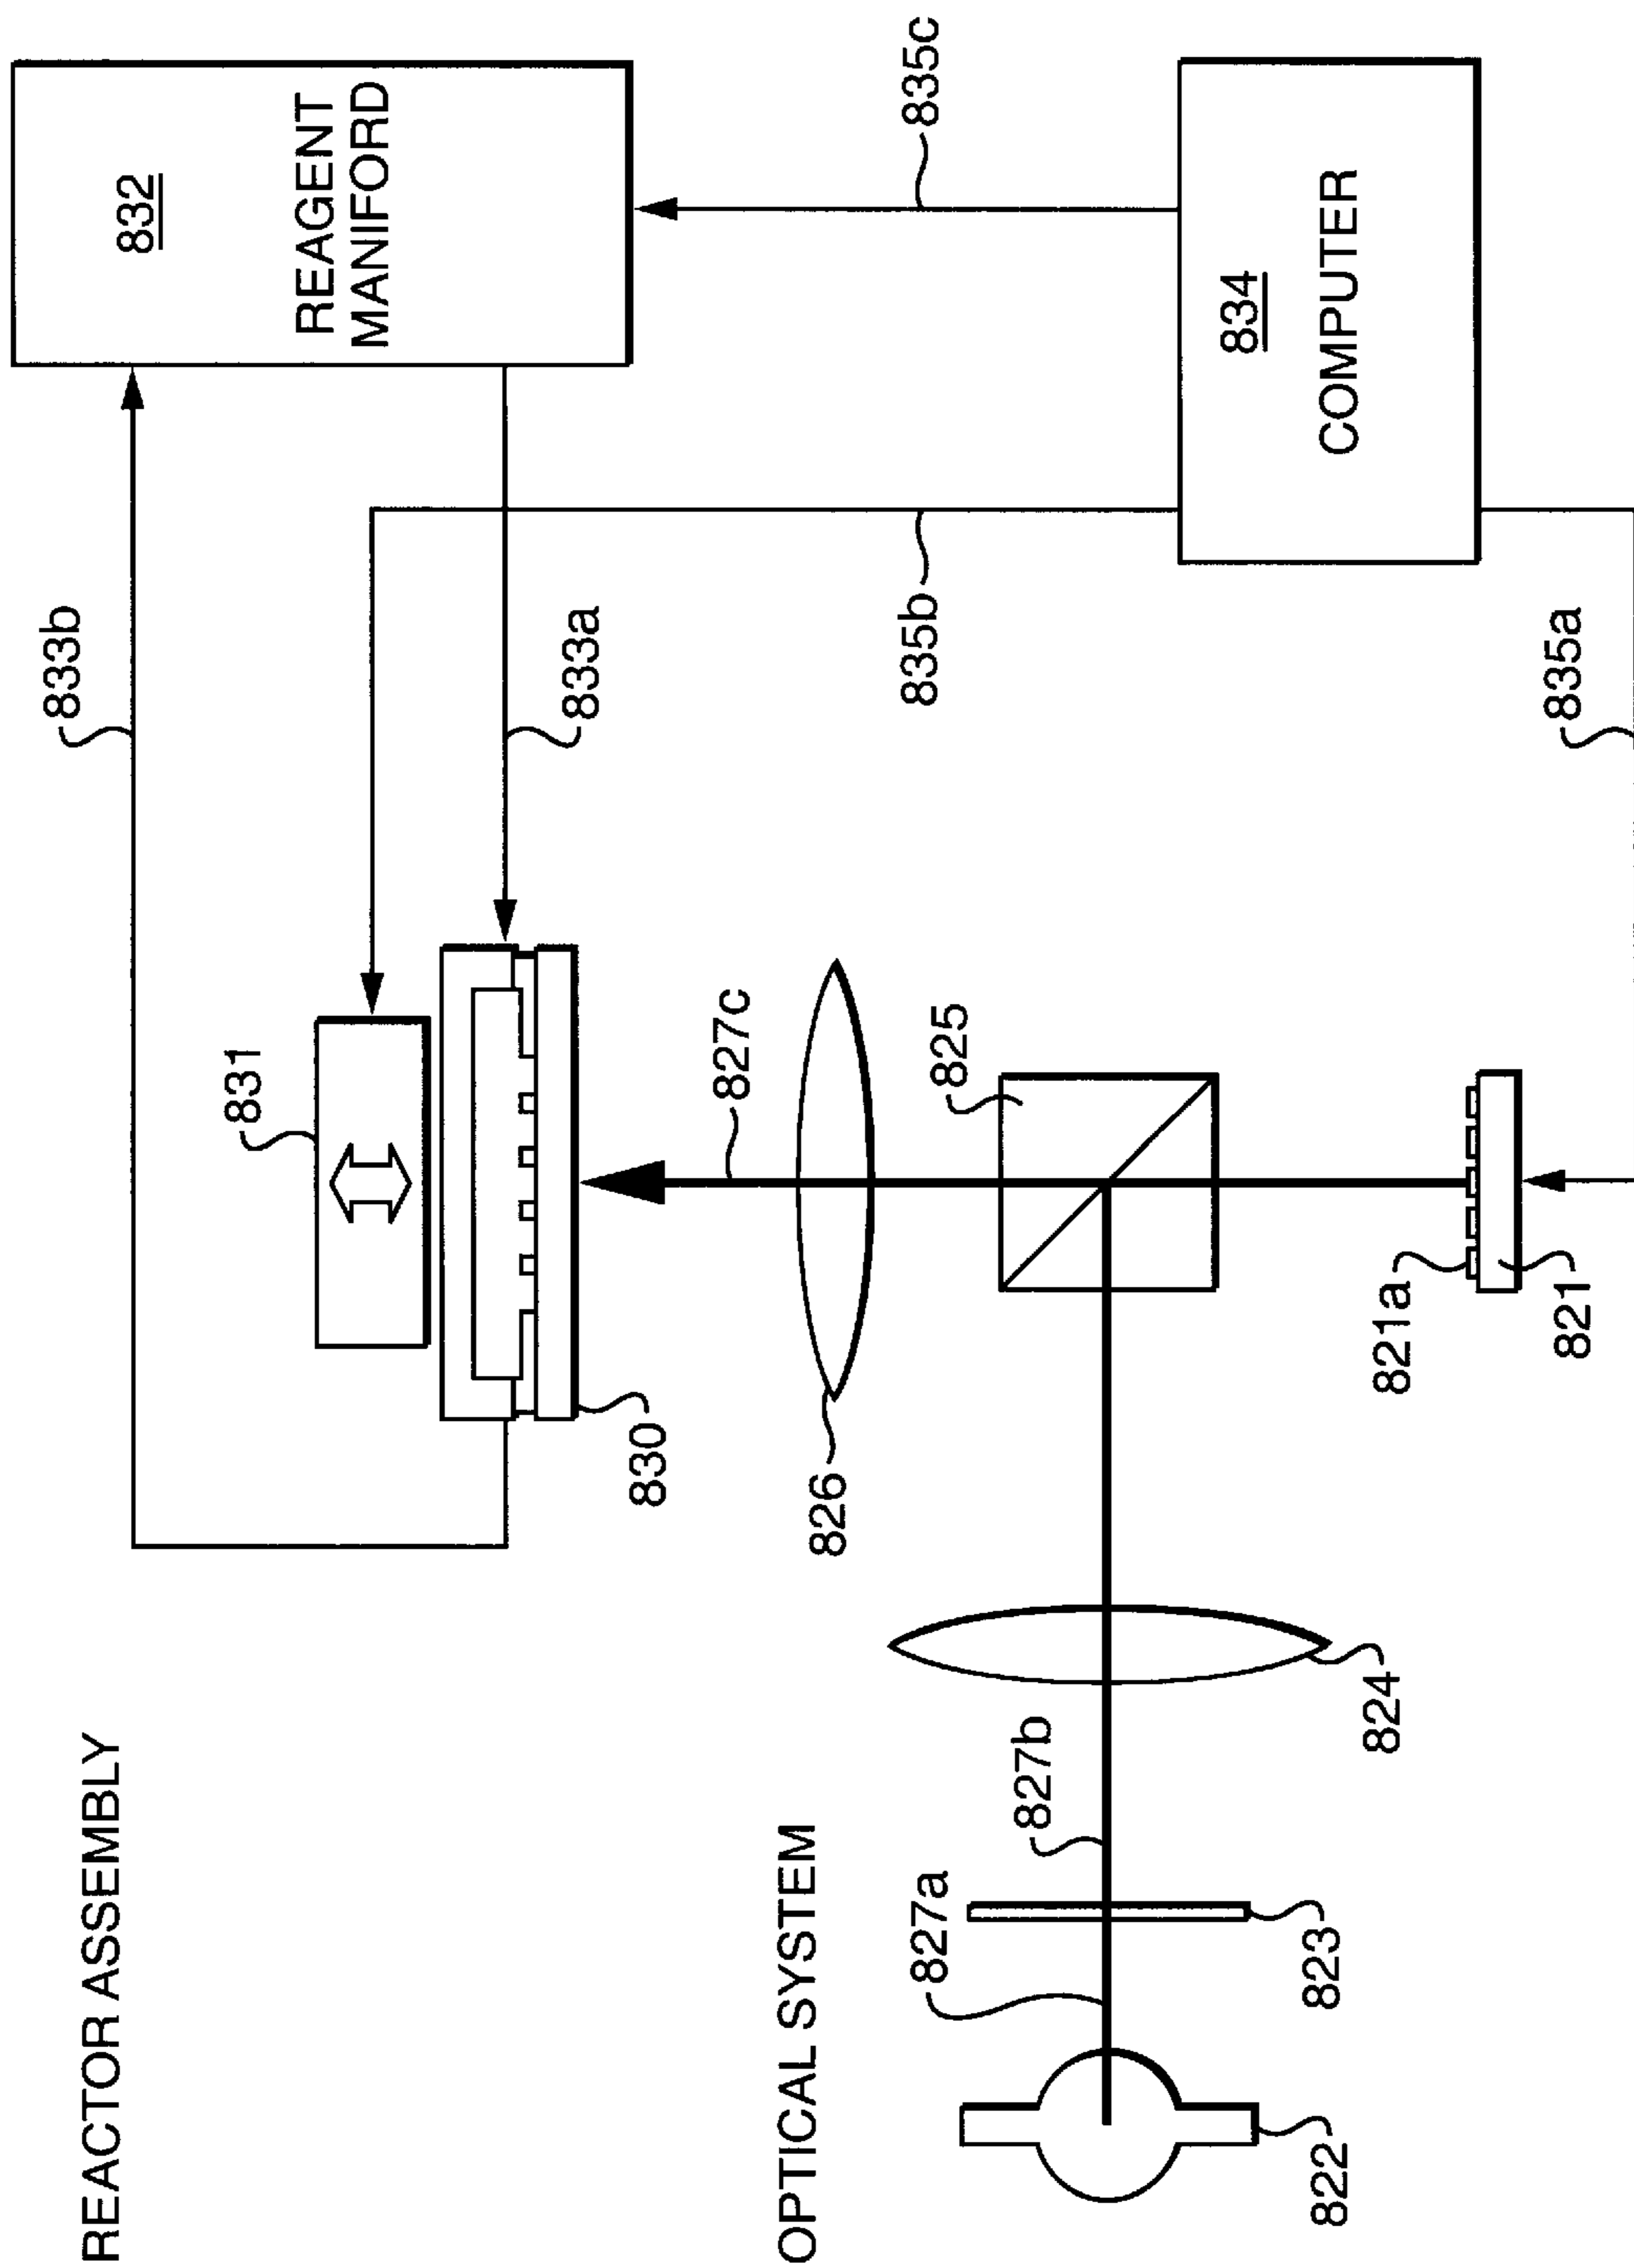 REACTOR ASSEMBLY
833b
832
REAGENT
MANIFORD
831
833a
830
835b
835c
OPTICAL SYSTEM
826
827c
825
827a
827b
834
COMPUTER
822
823
824
821a
821
835a